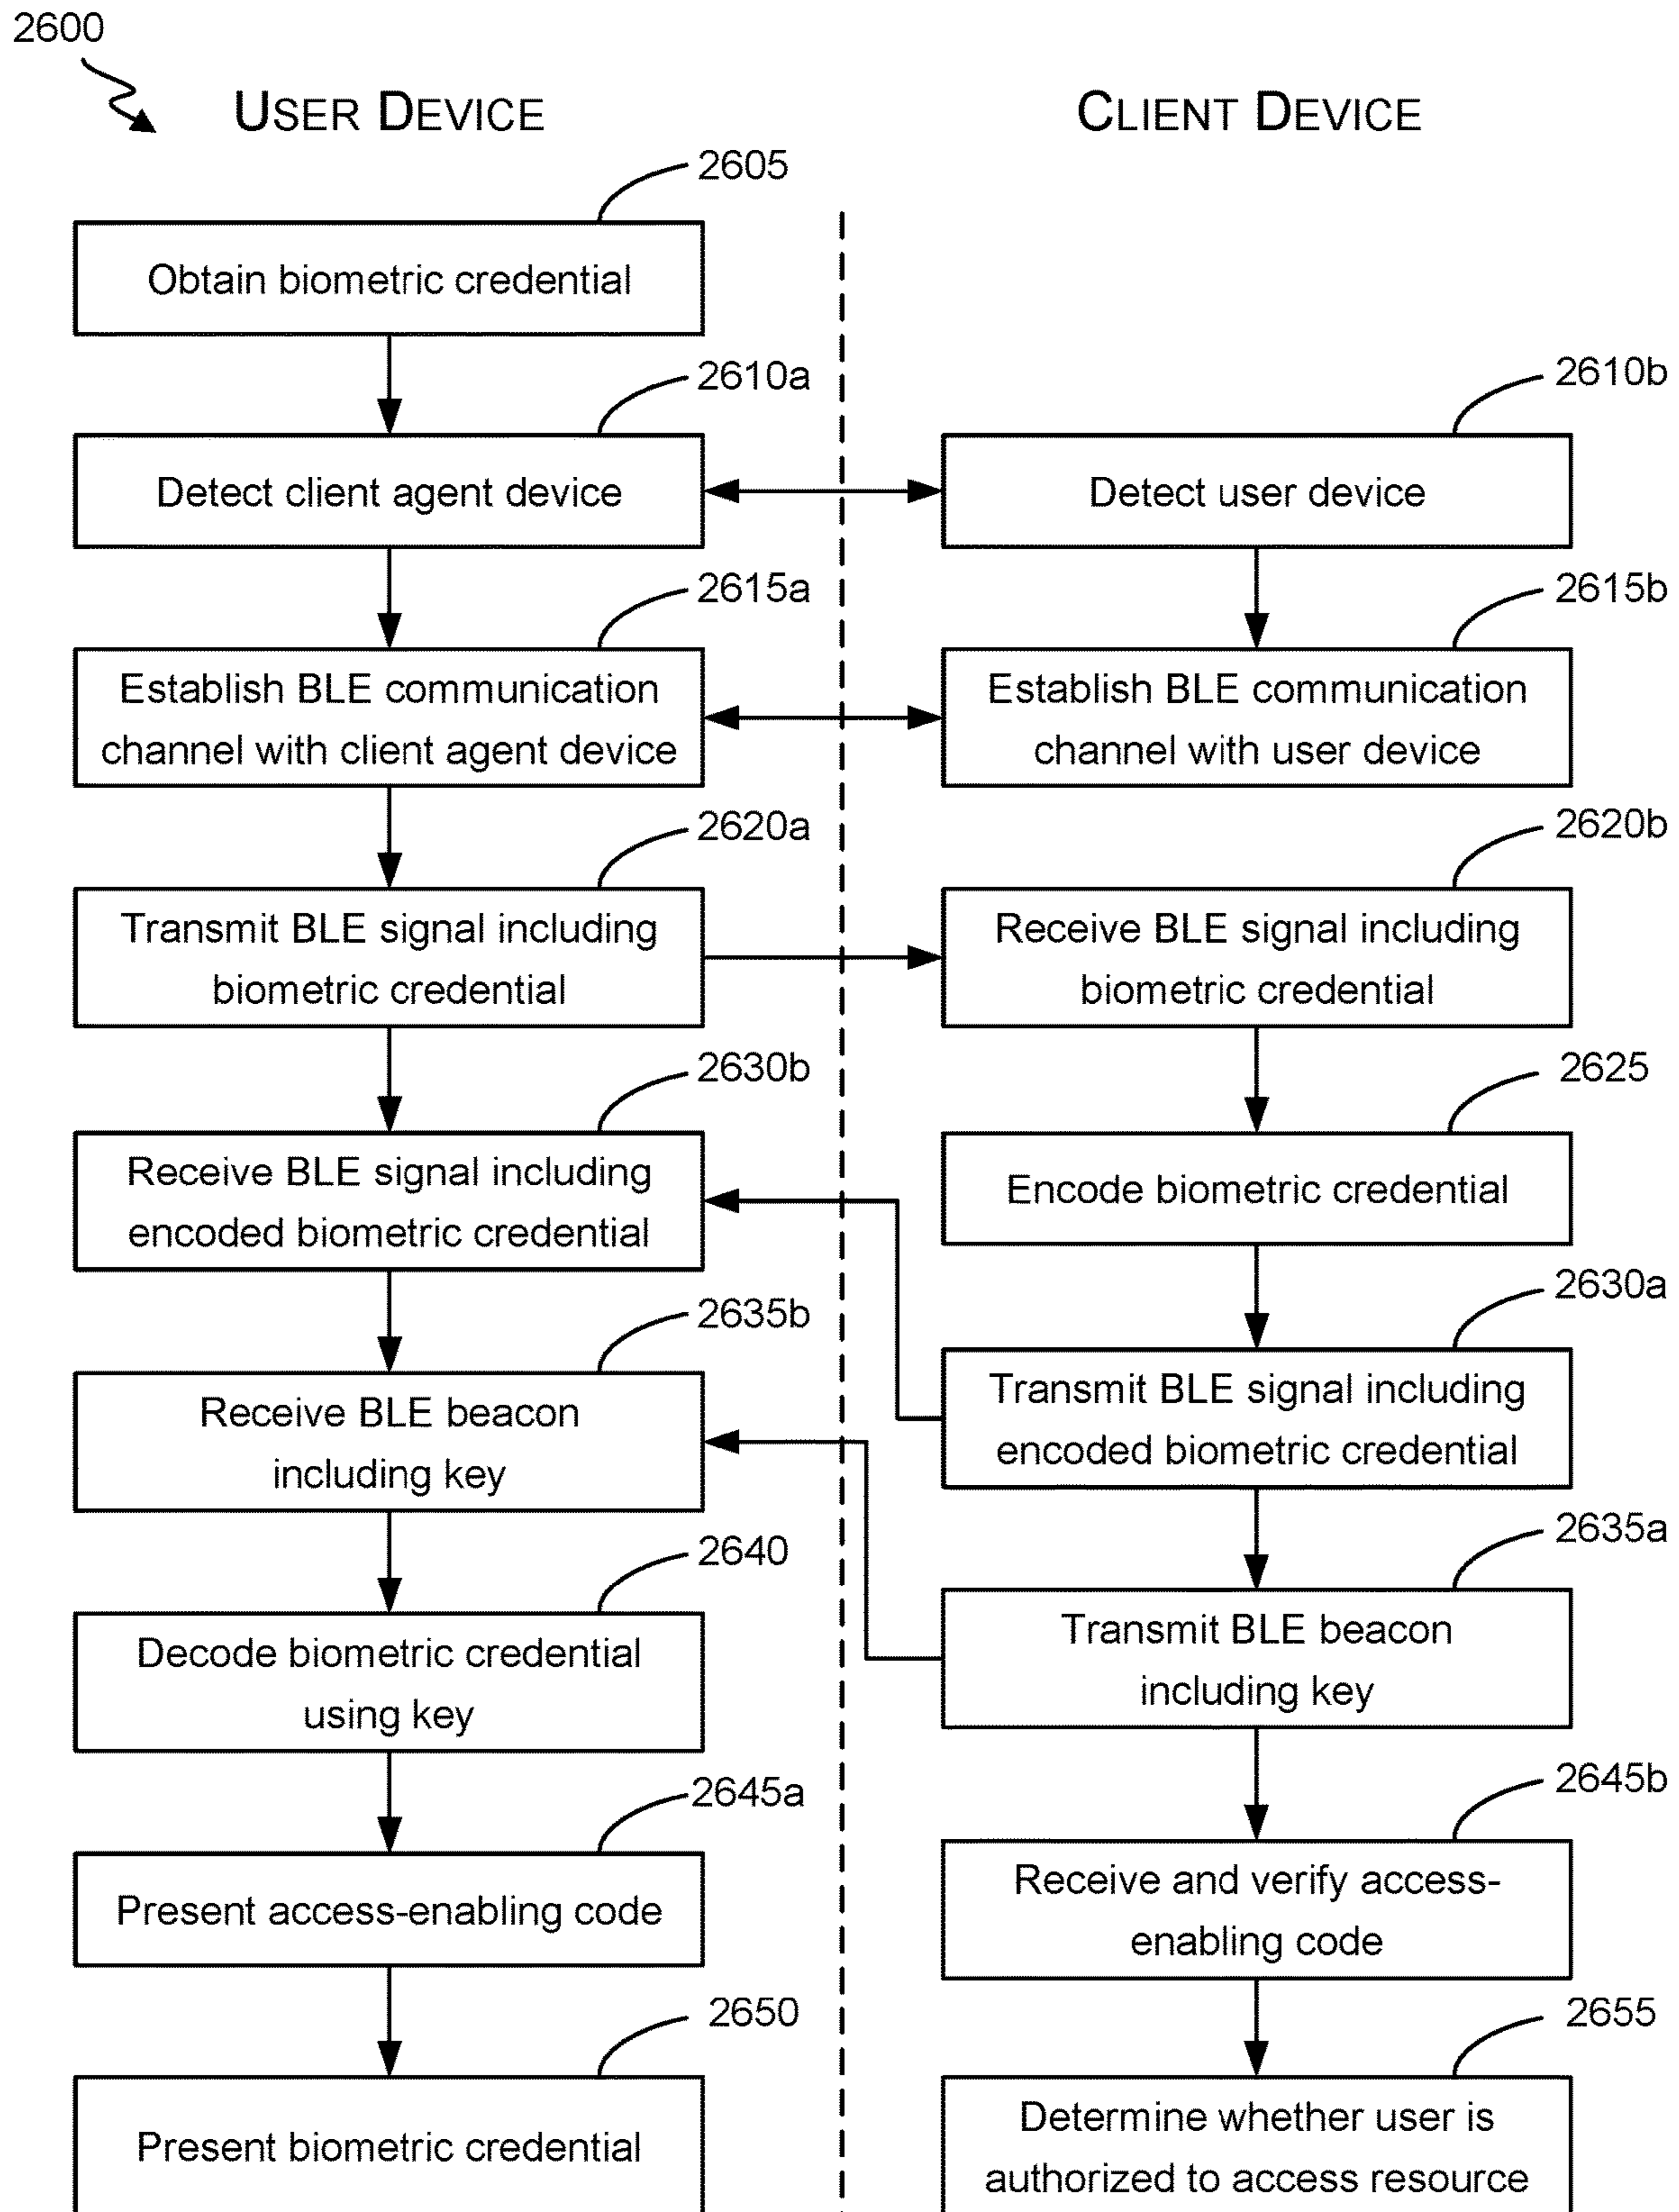 2600
USER DEVICE
CLIENT DEVICE
2605
Obtain biometric credential
2610a
2610b
Detect client agent device
Detect user device
2615a
2615b
Establish BLE communication
channel with client agent device
Establish BLE communication
channel with user device
2620a
2620b
Transmit BLE signal including
biometric credential
Receive BLE signal including
biometric credential
2630b
2625
Receive BLE signal including
encoded biometric credential
Encode biometric credential
2635b
2630a
Receive BLE beacon
including key
Transmit BLE signal including
encoded biometric credential
2640
2635a
Decode biometric credential
using key
Transmit BLE beacon
including key
2645a
2645b
Present access-enabling code
Receive and verify access-
enabling code
2650
2655
Present biometric credential
Determine whether user is
authorized to access resource